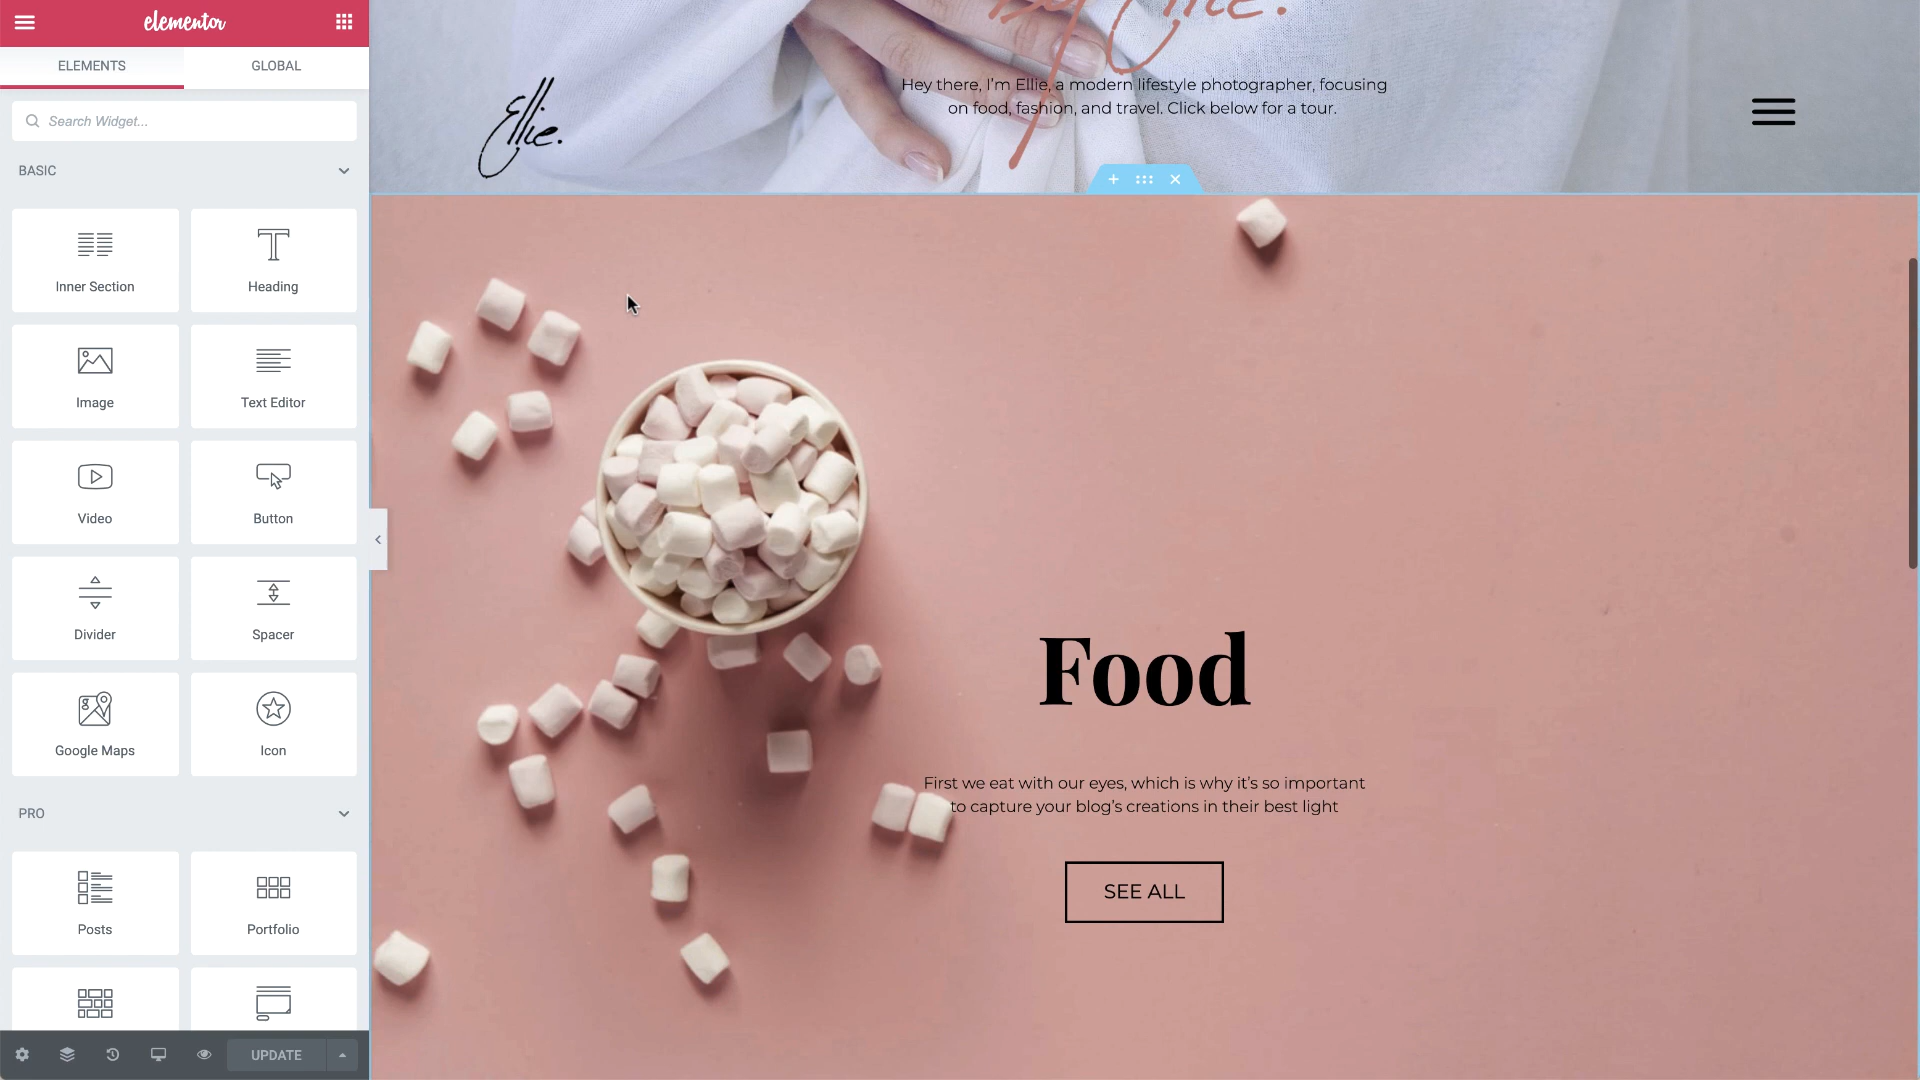 elementor
ELEMENTS
GLOBAL
Search Widget...
BASIC
Inner Section
Heading
Image
Text Editor
Video
Button
Divider
Spacer
Google Maps
Icon
PRO
Posts
Portfolio
UPDATE
Ellie.
by Ellie.
Hey there, I'm Ellie, a modern lifestyle photographer, focusing
on food, fashion, and travel. Click below for a tour.
Food
First we eat with our eyes, which is why it's so important
to capture your blog's creations in their best light
SEE ALL